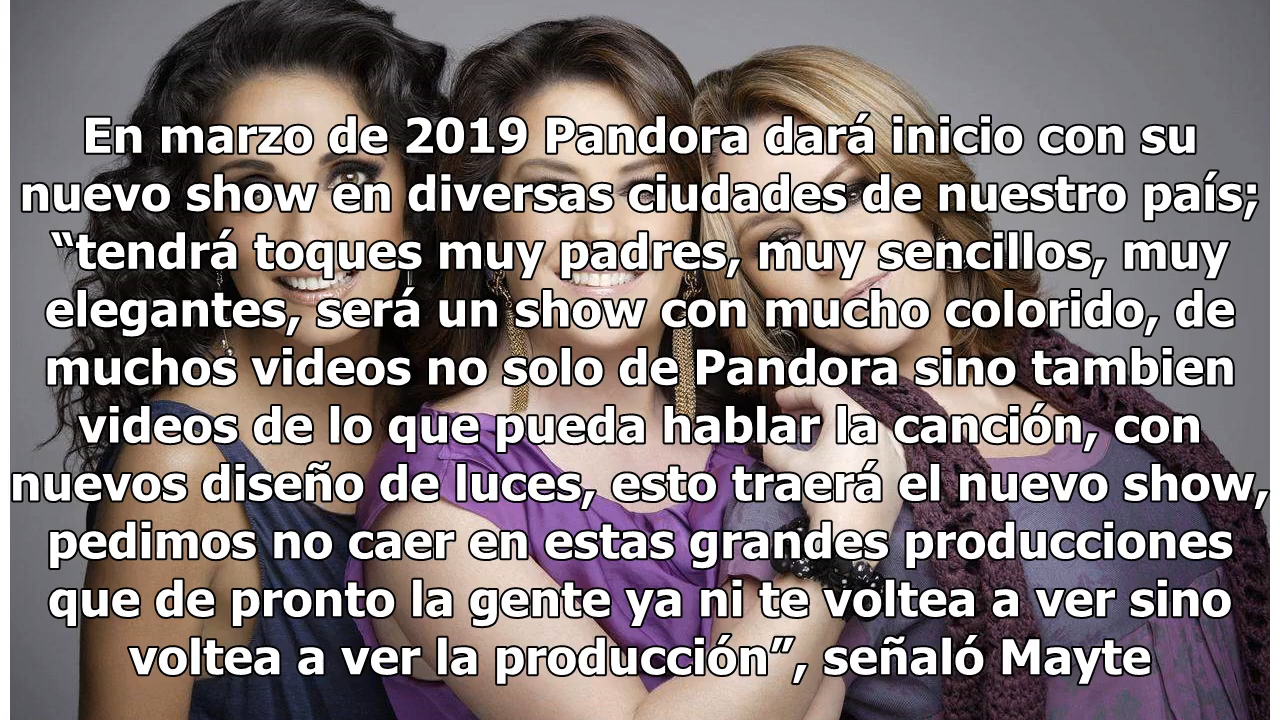 En marzo de 2019 Pandora dará inicio con su
nuevo show en diversas ciudades de nuestro país;
“tendrá toques muy padres, muy sencillos, muy
elegantes, será un show con mucho colorido, de
muchos videos no solo de Pandora sino tambien
videos de lo que pueda hablar la canción, con
nuevos diseño de luces, esto traerá el nuevo show,
pedimos no caer en estas grandes producciones
que de pronto la gente ya ni te voltea a ver sino
voltea a ver la producción”, señaló Mayte